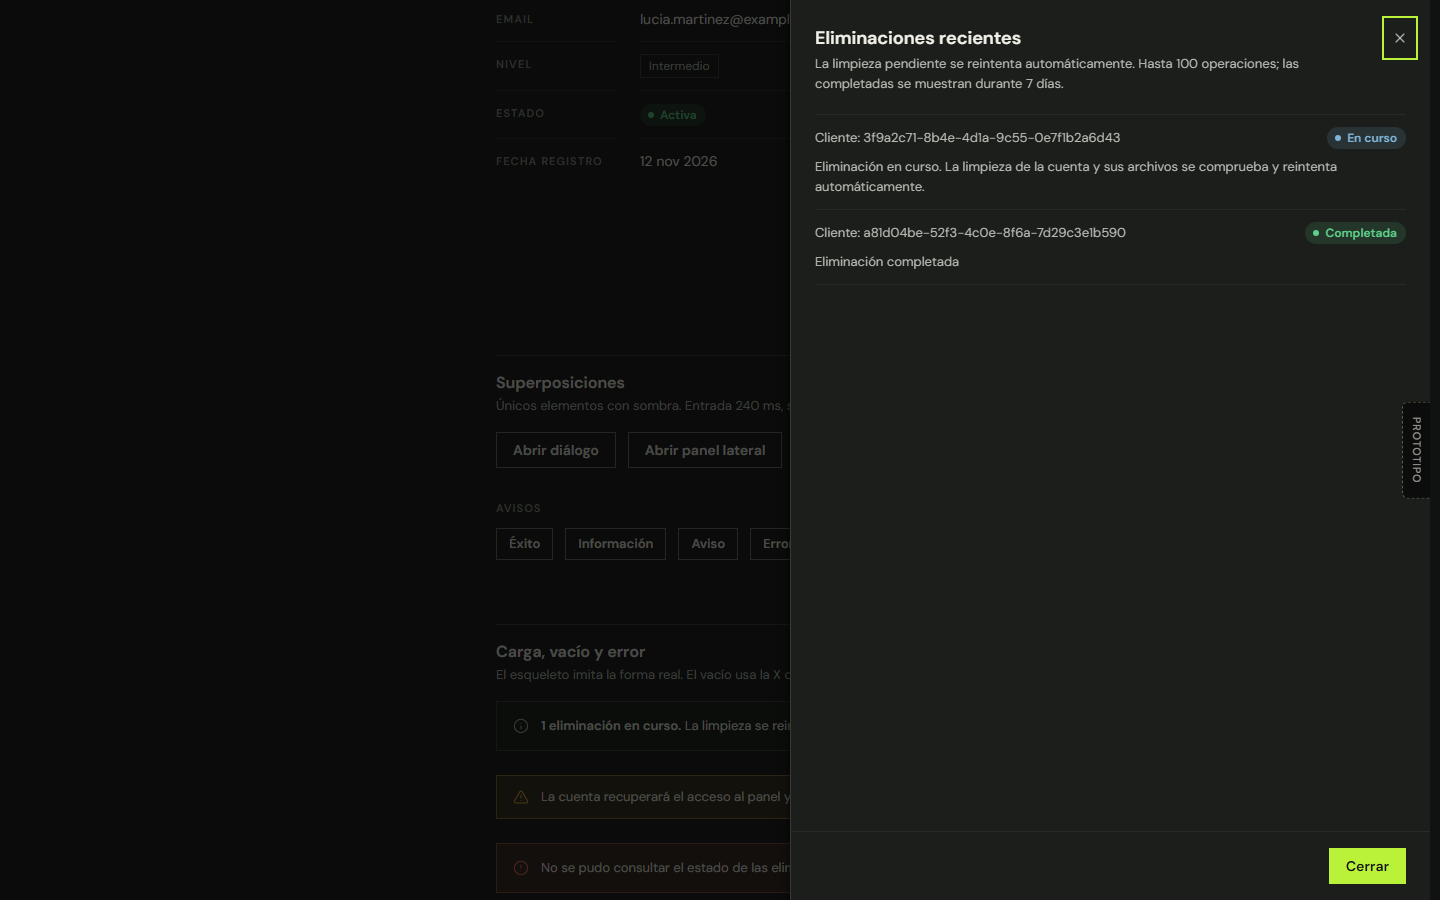 EMAIL
lucia.martinez@exampl
NIVEL
Intermedio
ESTADO
Activa
FECHA REGISTRO
12 nov 2026
Superposiciones
Únicos elementos con sombra. Entrada 240 ms, s
Abrir diálogo
Abrir panel lateral
AVISOS
Éxito
Información
Aviso
Error
Carga, vacío y error
El esqueleto imita la forma real. El vacío usa la X d
1 eliminación en curso. La limpieza se rein
La cuenta recuperará el acceso al panel y
No se pudo consultar el estado de las elin
Eliminaciones recientes
La limpieza pendiente se reintenta automáticamente. Hasta 100 operaciones; las
completadas se muestran durante 7 días.
Cliente: 3f9a2c71-8b4e-4d1a-9c55-0e7f1b2a6d43
En curso
Eliminación en curso. La limpieza de la cuenta y sus archivos se comprueba y reintenta
automáticamente.
Cliente: a81d04be-52f3-4c0e-8f6a-7d29c3e1b590
Completada
Eliminación completada
PROTOTIPO
Cerrar